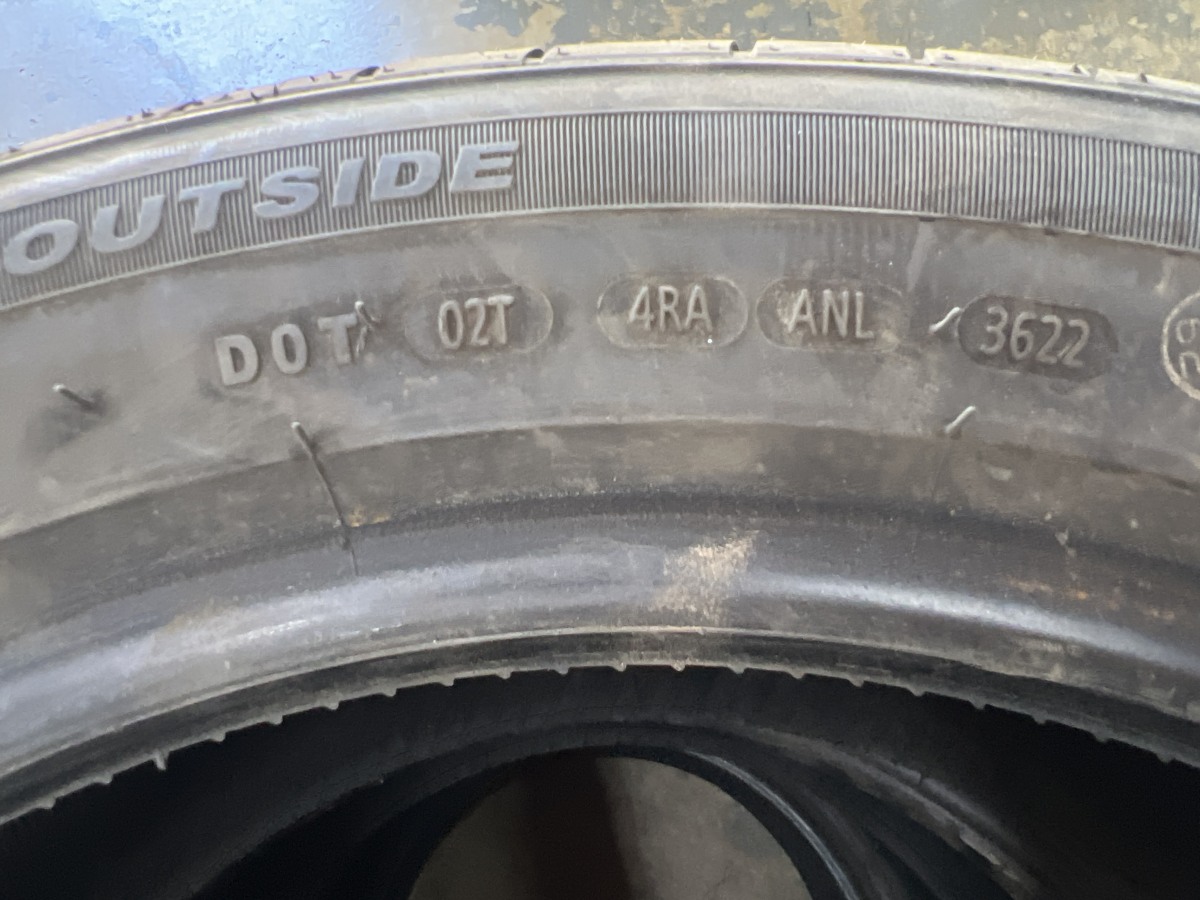 OUTSIDE
DOT 02T 4RA ANL 3622